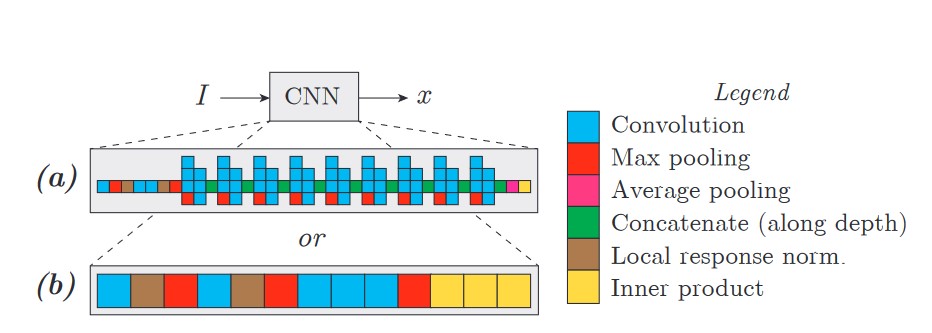 I CNN x
Legend
Convolution
Max pooling
Average pooling
Concatenate (along depth)
Local response norm.
Inner product
(a)
or
(b)